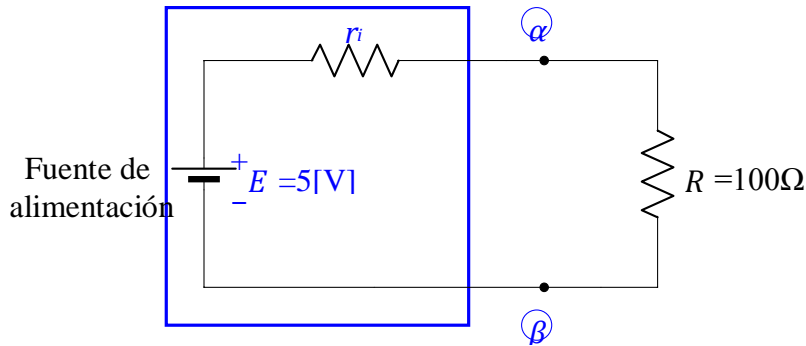 rᵢ
α
Fuente de
alimentación
+
E =5[V]
−
R =100Ω
β